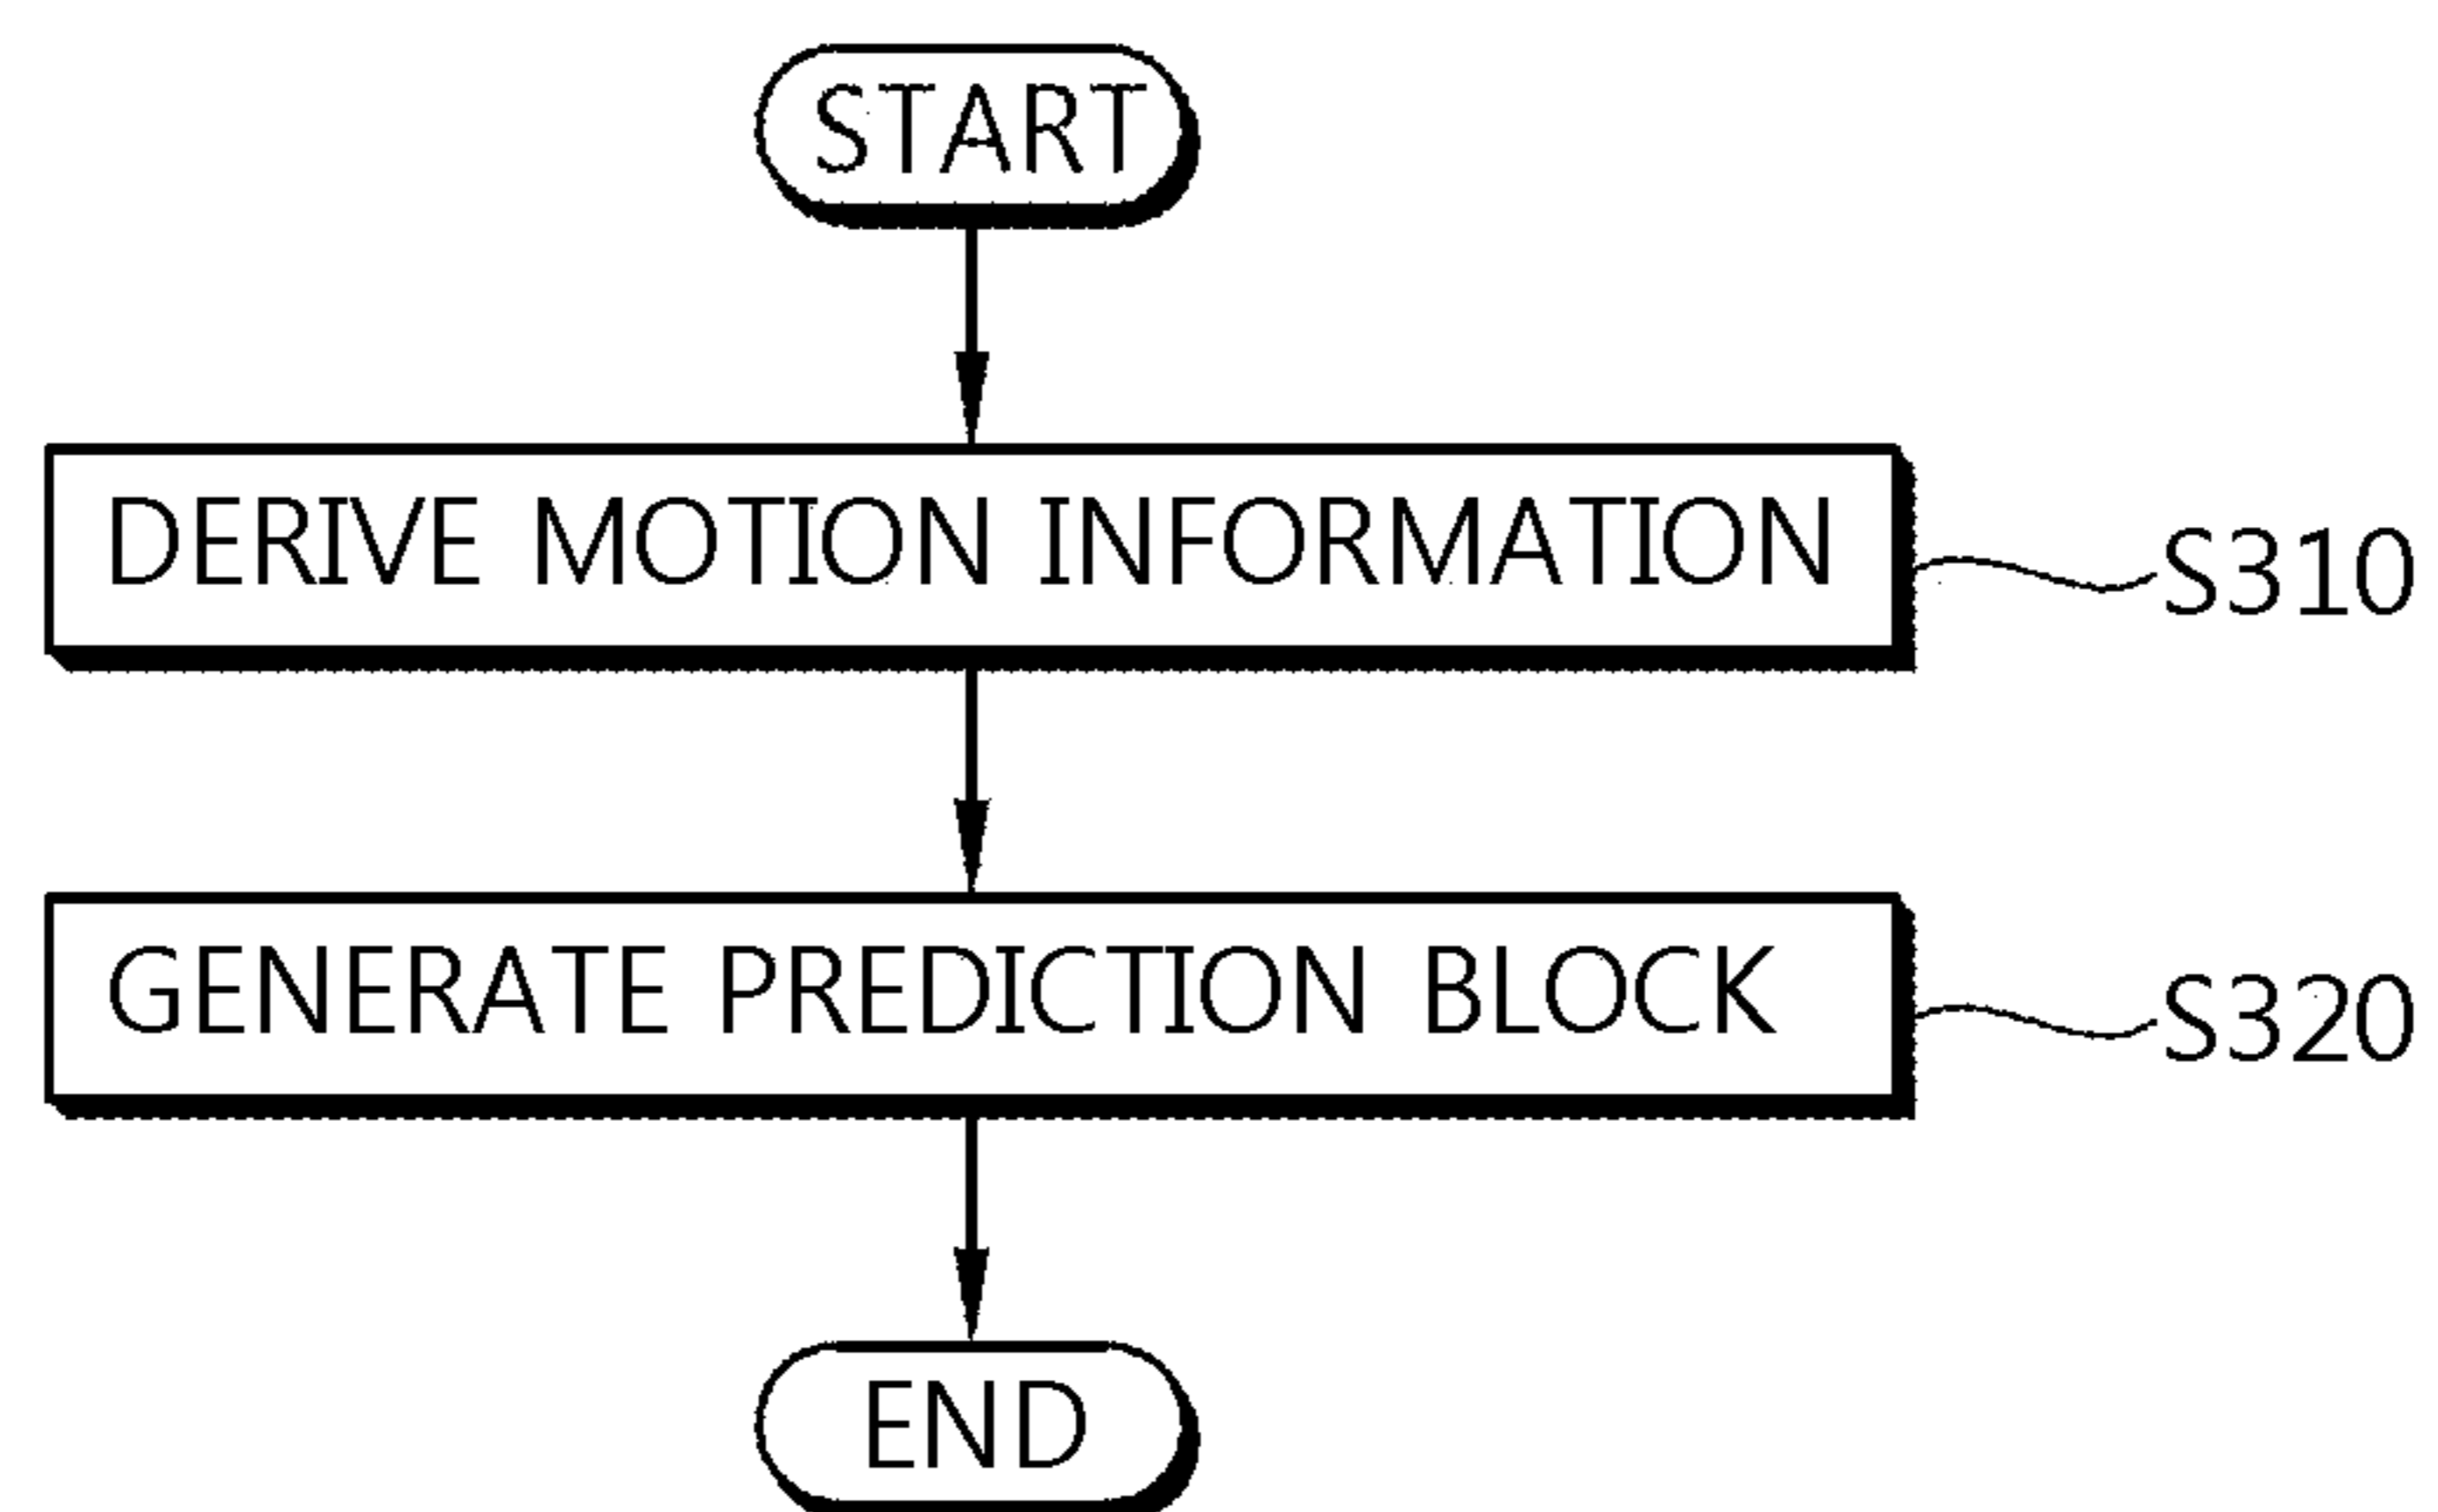 START
DERIVE MOTION INFORMATION
S310
GENERATE PREDICTION BLOCK
S320
END